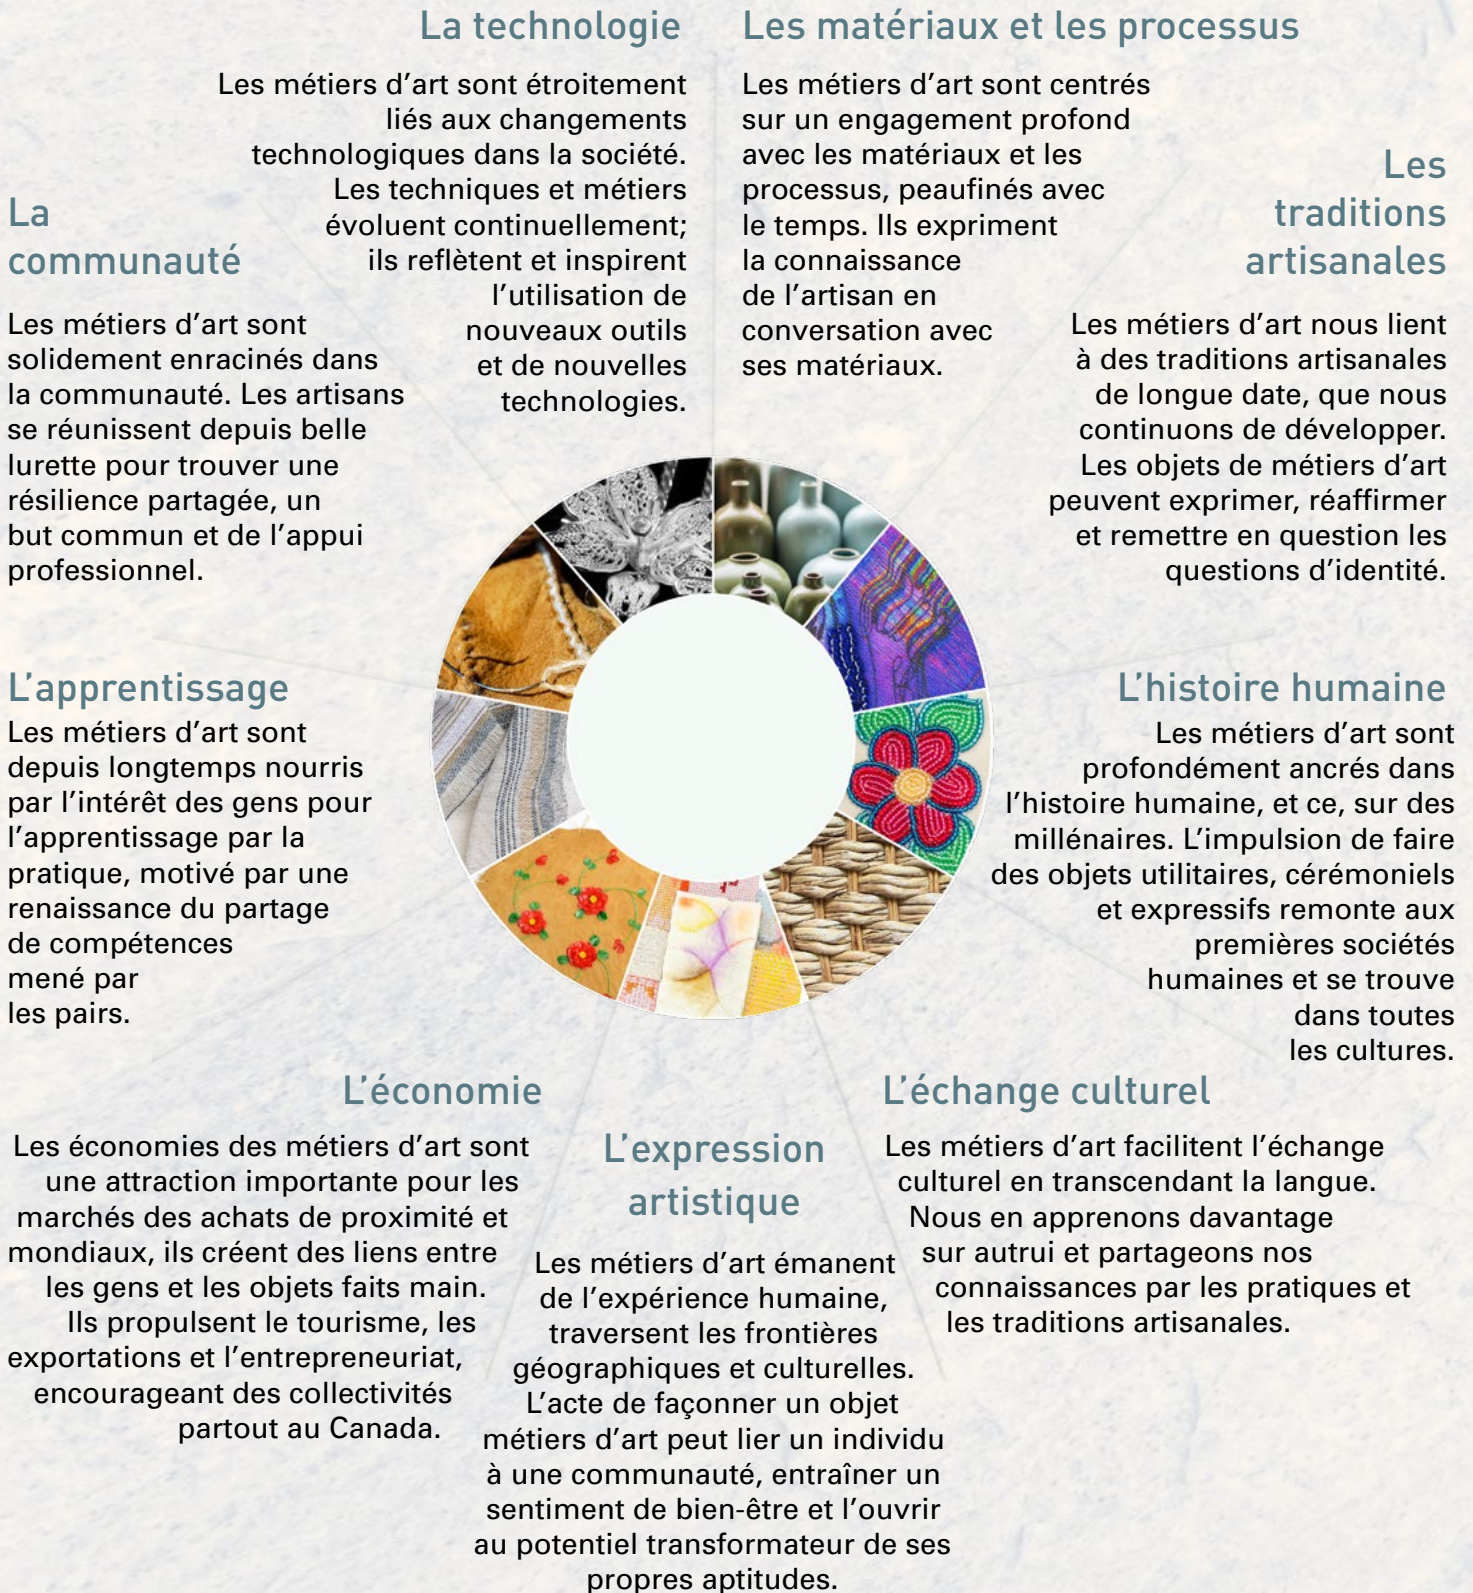 La technologie
Les métiers d'art sont étroitement
liés aux changements
technologiques dans la société.
Les techniques et métiers
évoluent continuellement;
ils reflètent et inspirent
l'utilisation de
nouveaux outils
et de nouvelles
technologies.
Les matériaux et les processus
Les métiers d'art sont centrés
sur un engagement profond
avec les matériaux et les
processus, peaufinés avec
le temps. Ils expriment
la connaissance
de l'artisan en
conversation avec
ses matériaux.
Les
traditions
artisanales
Les métiers d'art nous lient
à des traditions artisanales
de longue date, que nous
continuons de développer.
Les objets de métiers d'art
peuvent exprimer, réaffirmer
et remettre en question les
questions d'identité.
L'histoire humaine
Les métiers d'art sont
profondément ancrés dans
l'histoire humaine, et ce, sur des
millénaires. L'impulsion de faire
des objets utilitaires, cérémoniels
et expressifs remonte aux
premières sociétés
humaines et se trouve
dans toutes
les cultures.
L'échange culturel
Les métiers d'art facilitent l'échange
culturel en transcendant la langue.
Nous en apprenons davantage
sur autrui et partageons nos
connaissances par les pratiques et
les traditions artisanales.
L'expression
artistique
Les métiers d'art émanent
de l'expérience humaine,
traversent les frontières
géographiques et culturelles.
L'acte de façonner un objet
métiers d'art peut lier un individu
à une communauté, entraîner un
sentiment de bien-être et l'ouvrir
au potentiel transformateur de ses
propres aptitudes.
L'économie
Les économies des métiers d'art sont
une attraction importante pour les
marchés des achats de proximité et
mondiaux, ils créent des liens entre
les gens et les objets faits main.
Ils propulsent le tourisme, les
exportations et l'entrepreneuriat,
encourageant des collectivités
partout au Canada.
L'apprentissage
Les métiers d'art sont
depuis longtemps nourris
par l'intérêt des gens pour
l'apprentissage par la
pratique, motivé par une
renaissance du partage
de compétences
mené par
les pairs.
La
communauté
Les métiers d'art sont
solidement enracinés dans
la communauté. Les artisans
se réunissent depuis belle
lurette pour trouver une
résilience partagée, un
but commun et de l'appui
professionnel.